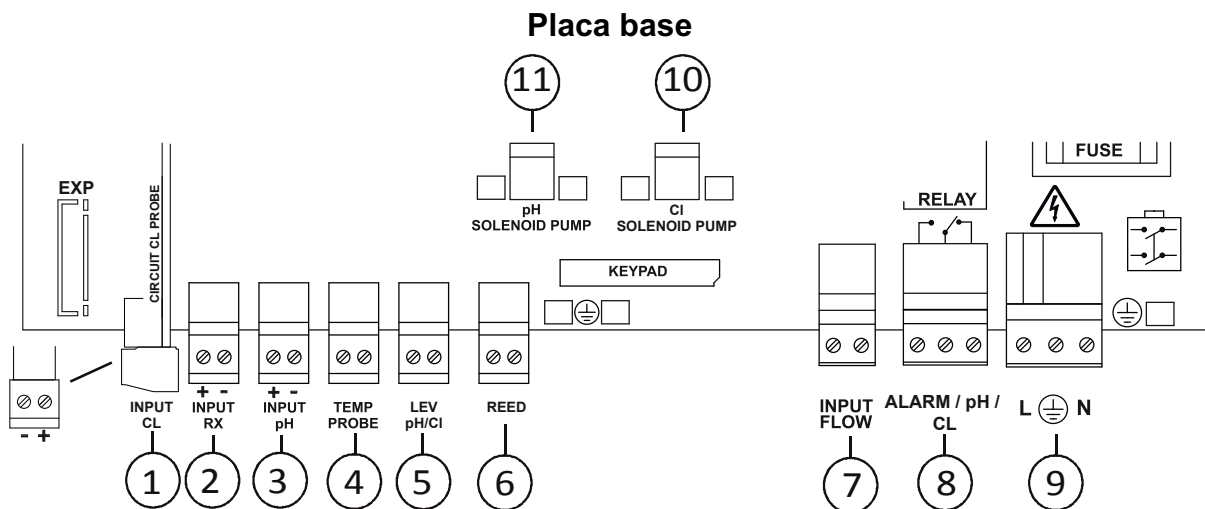 Placa base
11
10
EXP
CIRCUIT CL PROBE
pH
SOLENOID PUMP
Cl
SOLENOID PUMP
KEYPAD
RELAY
FUSE
- +
INPUT
CL
+ -
INPUT
RX
+ -
INPUT
pH
TEMP
PROBE
LEV
pH/Cl
REED
INPUT
FLOW
ALARM / pH /
CL
L N
1
2
3
4
5
6
7
8
9